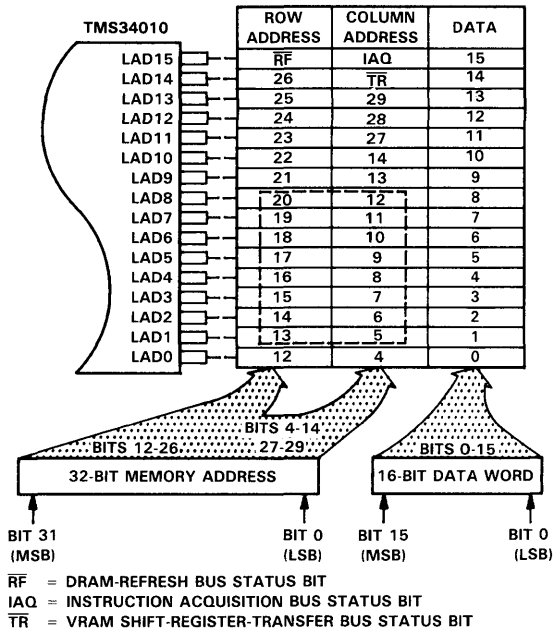 TMS34010
ROW ADDRESS COLUMN ADDRESS DATA
LAD15 R̅F̅ IAQ 15
LAD14 26 T̅R̅ 14
LAD13 25 29 13
LAD12 24 28 12
LAD11 23 27 11
LAD10 22 14 10
LAD9 21 13 9
LAD8 20 12 8
LAD7 19 11 7
LAD6 18 10 6
LAD5 17 9 5
LAD4 16 8 4
LAD3 15 7 3
LAD2 14 6 2
LAD1 13 5 1
LAD0 12 4 0
BITS 12-26
BITS 4-14
27-29
BITS 0-15
32-BIT MEMORY ADDRESS
16-BIT DATA WORD
BIT 31
(MSB)
BIT 0
(LSB)
BIT 15
(MSB)
BIT 0
(LSB)
R̅F̅ = DRAM-REFRESH BUS STATUS BIT
IAQ = INSTRUCTION ACQUISITION BUS STATUS BIT
T̅R̅ = VRAM SHIFT-REGISTER-TRANSFER BUS STATUS BIT